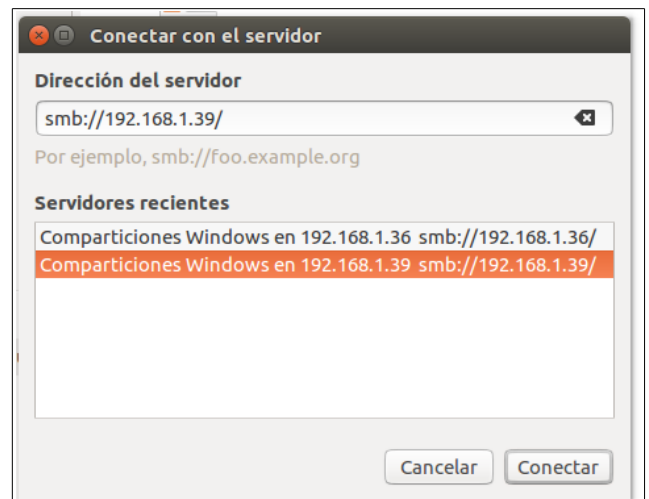 Conectar con el servidor
Dirección del servidor
smb://192.168.1.39/
Por ejemplo, smb://foo.example.org
Servidores recientes
Comparticiones Windows en 192.168.1.36 smb://192.168.1.36/
Comparticiones Windows en 192.168.1.39 smb://192.168.1.39/
Cancelar Conectar